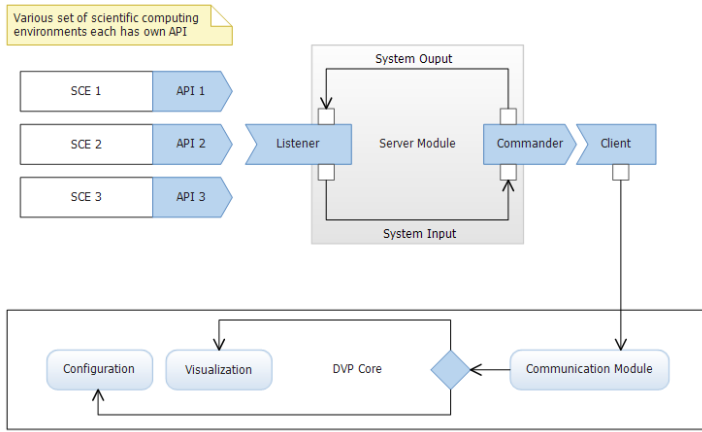 Various set of scientific computing
environments each has own API
System Ouput
SCE 1
API 1
SCE 2
API 2
Listener
Server Module
Commander
Client
SCE 3
API 3
System Input
Configuration
Visualization
DVP Core
Communication Module